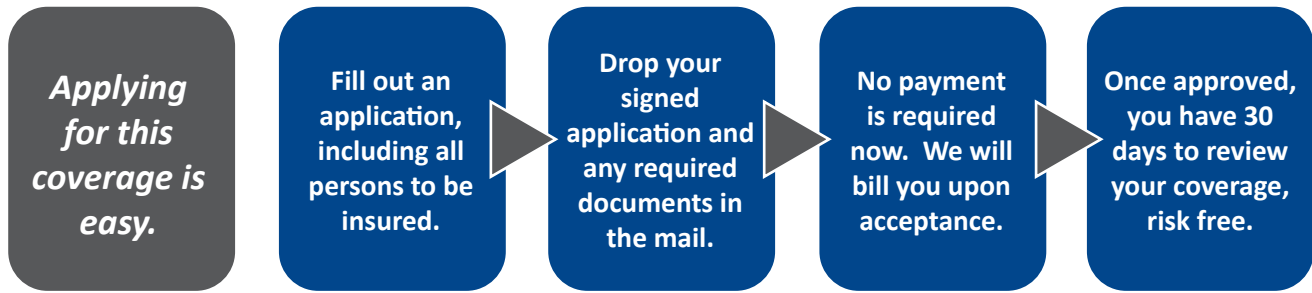 Applying
for this
coverage is
easy.
Fill out an
application,
including all
persons to be
insured.
Drop your
signed
application and
any required
documents in
the mail.
No payment
is required
now.  We will
bill you upon
acceptance.
Once approved,
you have 30
days to review
your coverage,
risk free.